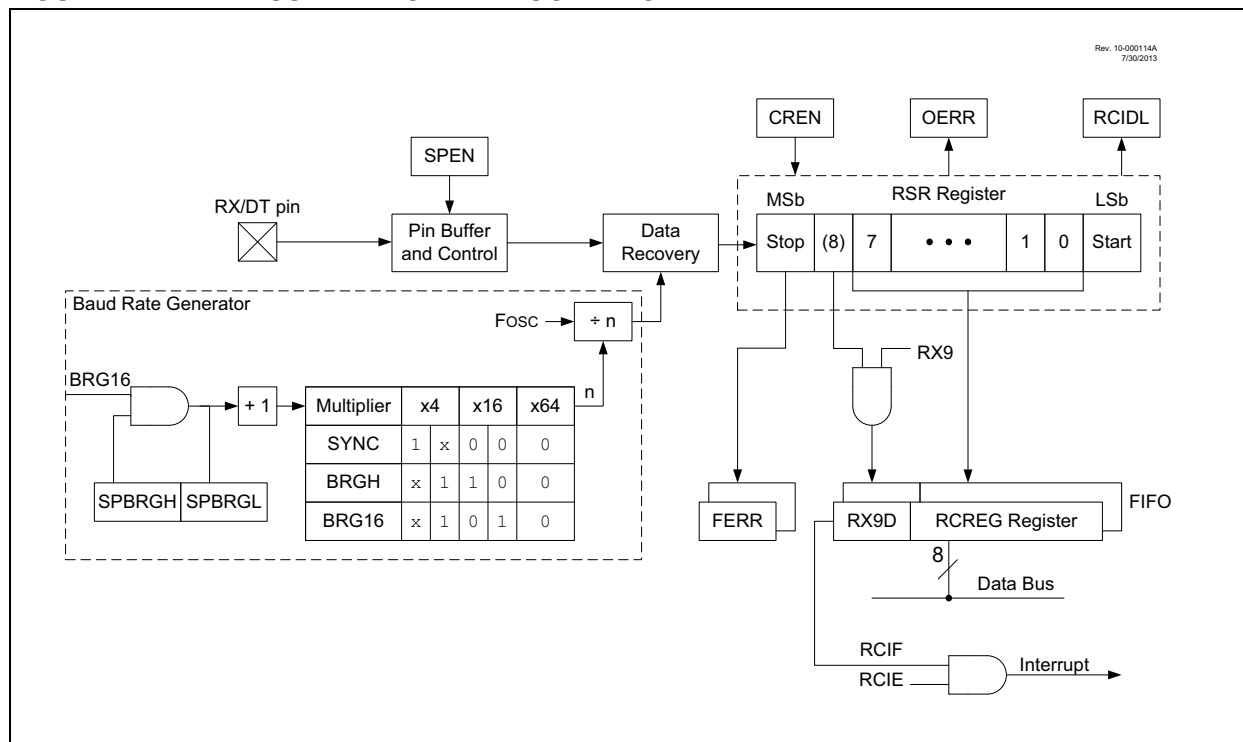 Rev. 10-000114A
7/30/2013
CREN
OERR
RCIDL
SPEN
RSR Register
MSb
LSb
RX/DT pin
Pin Buffer
and Control
Data
Recovery
Stop (8) 7 • • • 1 0 Start
Baud Rate Generator
FOSC
÷ n
RX9
BRG16
+ 1
n
Multiplier x4 x16 x64
SYNC 1 x 0 0 0
BRGH x 1 1 0 0
BRG16 x 1 0 1 0
SPBRGH SPBRGL
FERR
RX9D
RCREG Register
FIFO
8
Data Bus
RCIF
RCIE
Interrupt